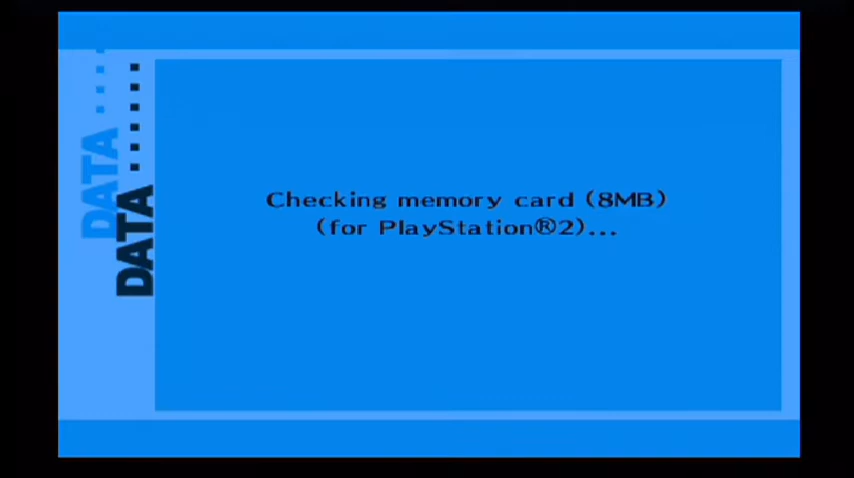 DATA ......
DATA ....
Checking memory card (8MB)
(for PlayStation®2)...